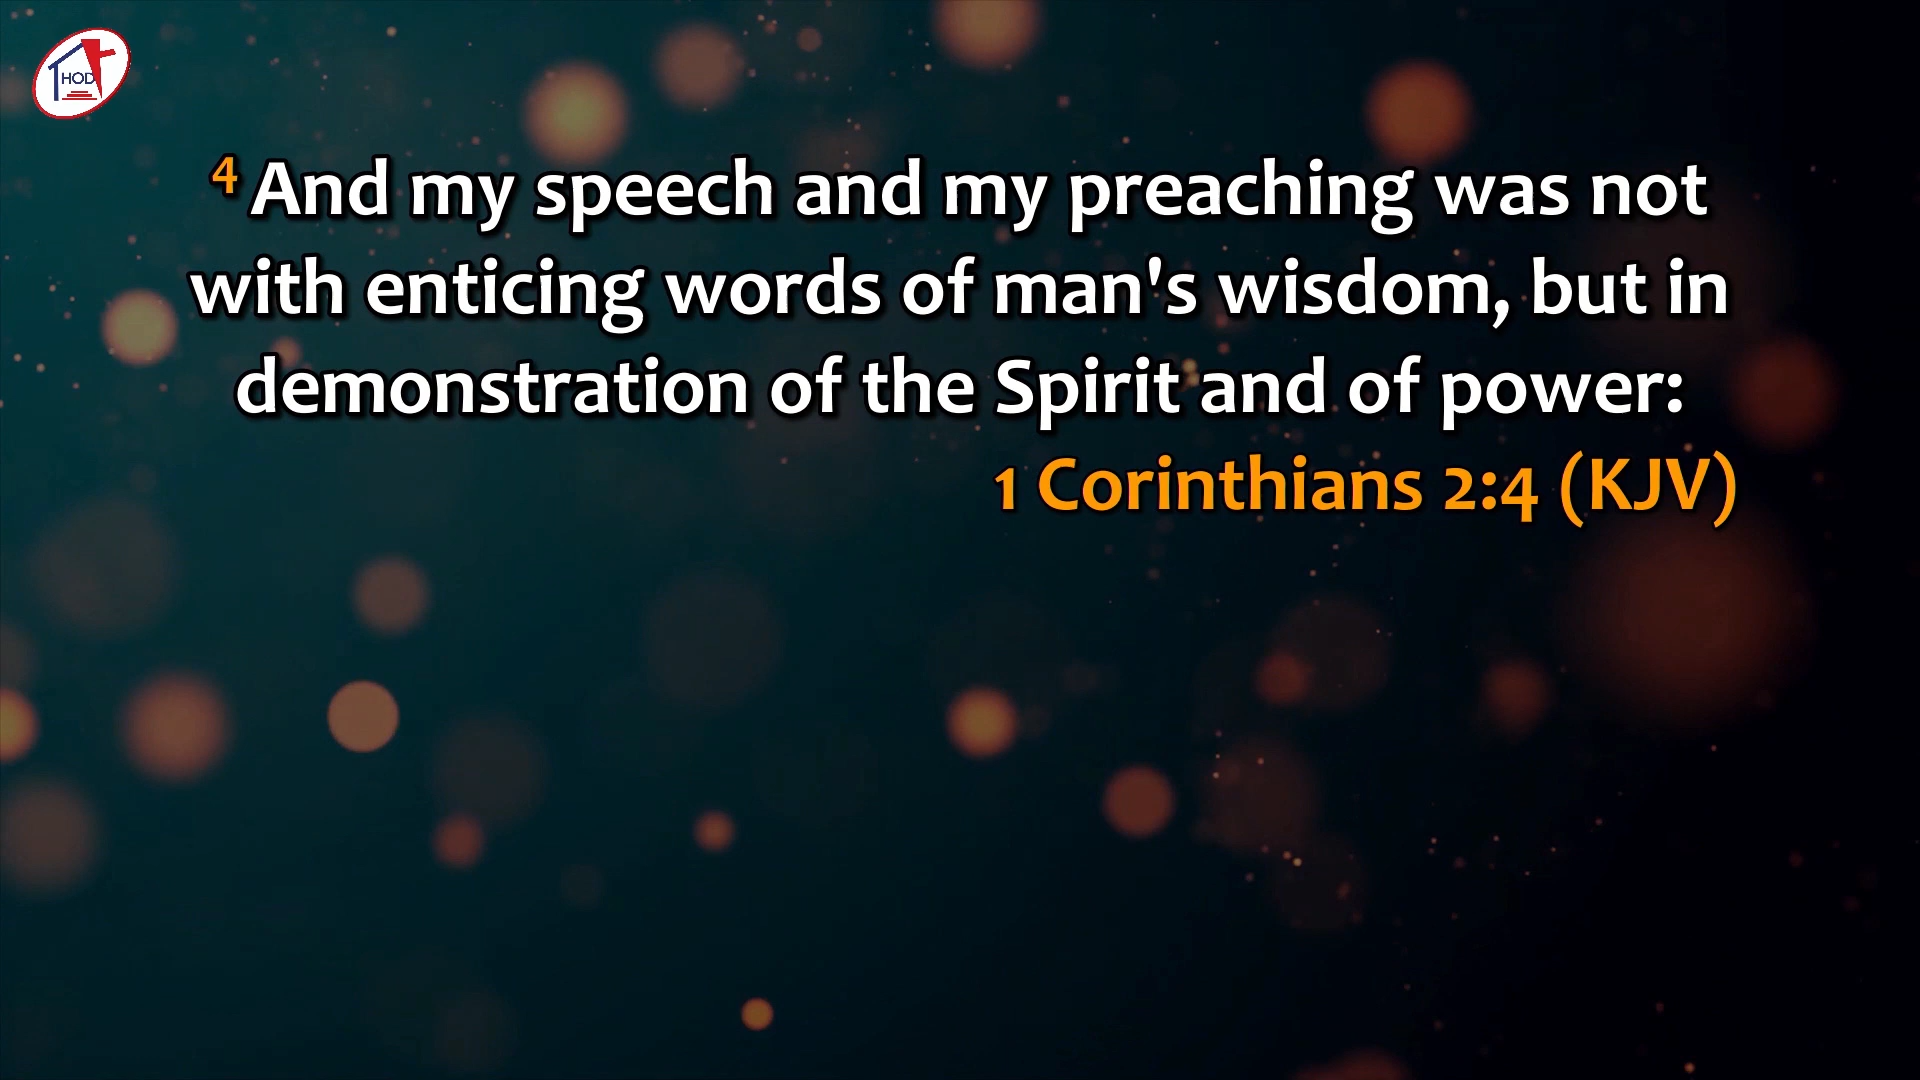 HOD
4 And my speech and my preaching was not
with enticing words of man's wisdom, but in
demonstration of the Spirit and of power:
1 Corinthians 2:4 (KJV)